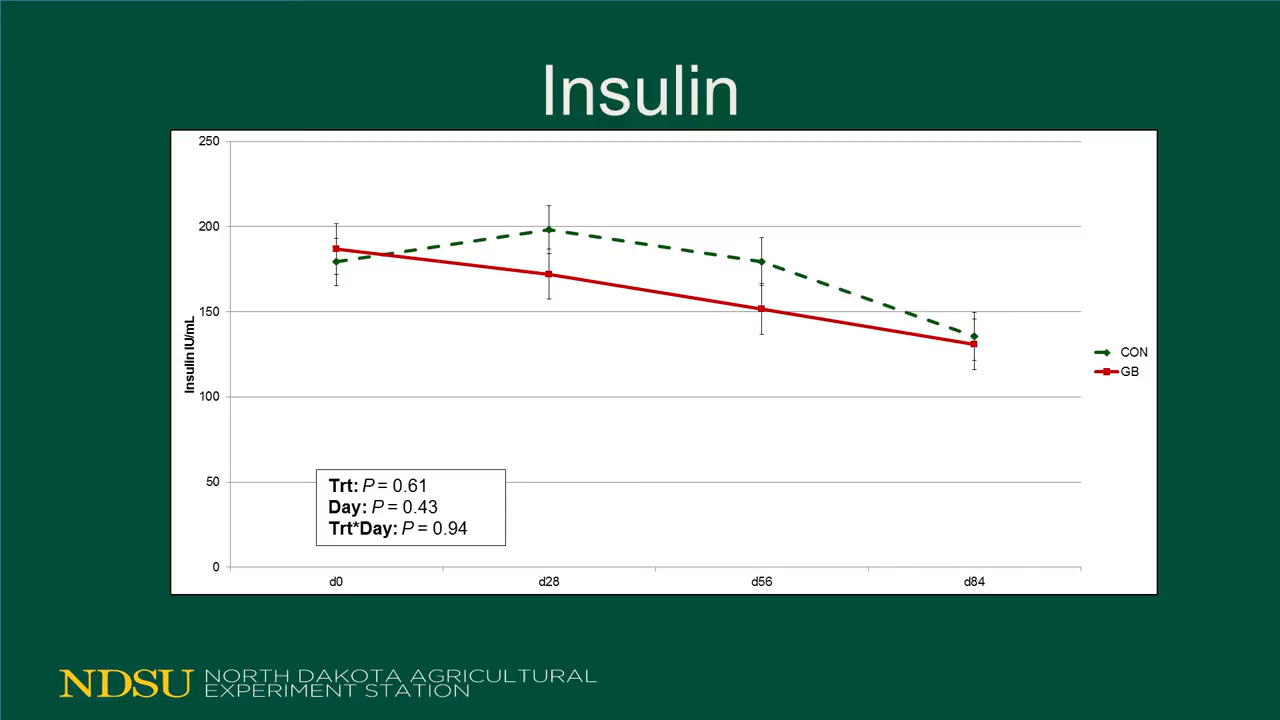 Insulin
250
200
150
100
50
0
Insulin IU/mL
d0
d28
d56
d84
CON
GB
Trt: P = 0.61
Day: P = 0.43
Trt*Day: P = 0.94
NDSU
NORTH DAKOTA AGRICULTURAL
EXPERIMENT STATION